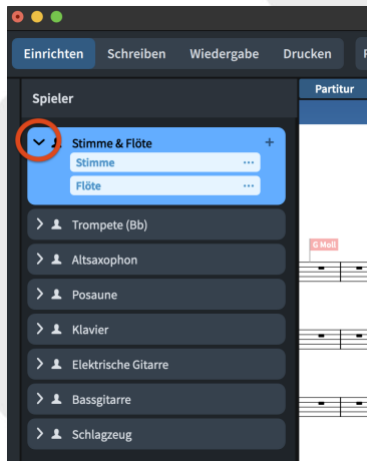 Einrichten Schreiben Wiedergabe Drucken
Partitur
Spieler
Stimme & Flöte +
Stimme ...
Flöte ...
G Moll
Trompete (Bb)
Altsaxophon
Posaune
Klavier
Elektrische Gitarre
Bassgitarre
Schlagzeug